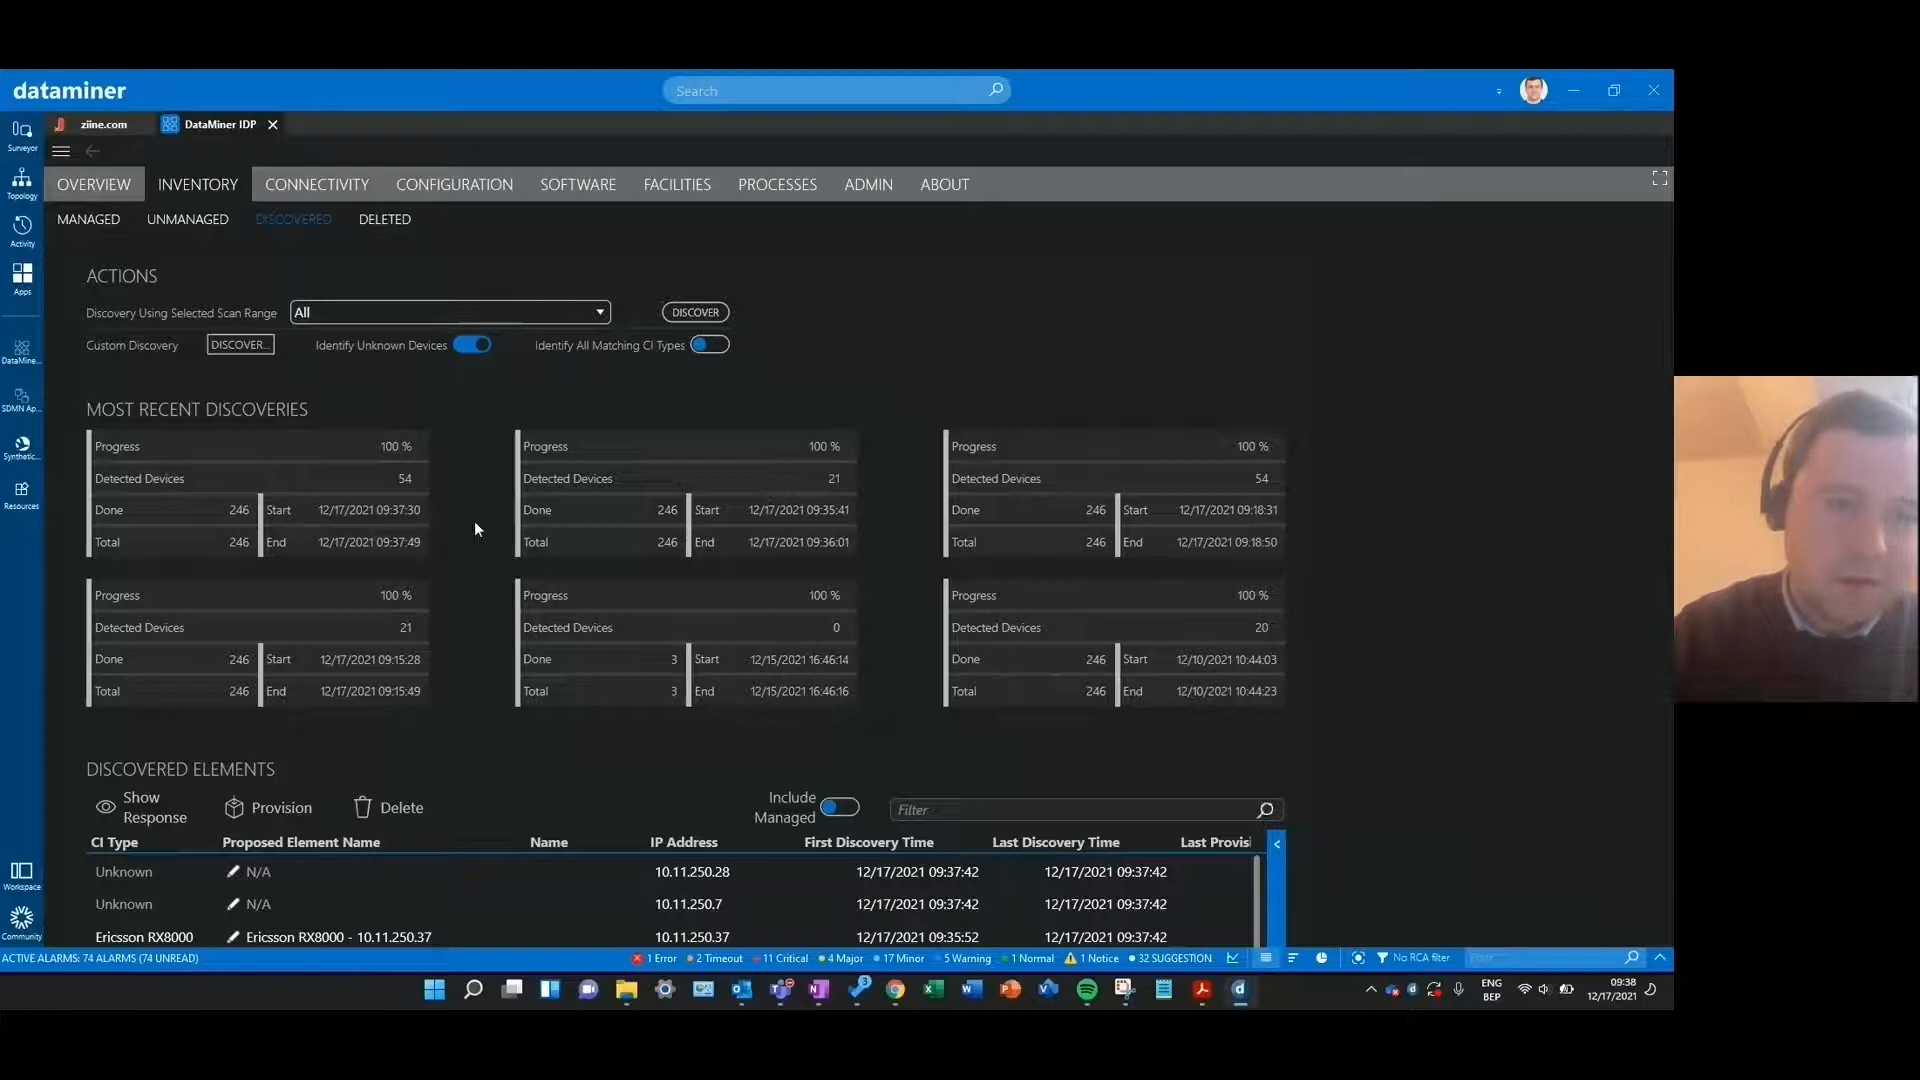 dataminer
Search
ziine.com
DataMiner IDP
Surveyor
Topology
Activity
Apps
DataMine...
SDMN Ap...
Synthetic...
Resources
Workspace
Community
OVERVIEW INVENTORY CONNECTIVITY CONFIGURATION SOFTWARE FACILITIES PROCESSES ADMIN ABOUT
MANAGED UNMANAGED DISCOVERED DELETED
ACTIONS
Discovery Using Selected Scan Range All DISCOVER
Custom Discovery DISCOVER... Identify Unknown Devices Identify All Matching CI Types
MOST RECENT DISCOVERIES
Progress 100 %
Detected Devices 54
Done 246 Start 12/17/2021 09:37:30
Total 246 End 12/17/2021 09:37:49
Progress 100 %
Detected Devices 21
Done 246 Start 12/17/2021 09:35:41
Total 246 End 12/17/2021 09:36:01
Progress 100 %
Detected Devices 54
Done 246 Start 12/17/2021 09:18:31
Total 246 End 12/17/2021 09:18:50
Progress 100 %
Detected Devices 21
Done 246 Start 12/17/2021 09:15:28
Total 246 End 12/17/2021 09:15:49
Progress 100 %
Detected Devices 0
Done 3 Start 12/15/2021 16:46:14
Total 3 End 12/15/2021 16:46:16
Progress 100 %
Detected Devices 20
Done 246 Start 12/10/2021 10:44:03
Total 246 End 12/10/2021 10:44:23
DISCOVERED ELEMENTS
Show Response
Provision
Delete
Include Managed
Filter
CI Type Proposed Element Name Name IP Address First Discovery Time Last Discovery Time Last Provisi
Unknown N/A 10.11.250.28 12/17/2021 09:37:42 12/17/2021 09:37:42
Unknown N/A 10.11.250.7 12/17/2021 09:37:42 12/17/2021 09:37:42
Ericsson RX8000 Ericsson RX8000 - 10.11.250.37 10.11.250.37 12/17/2021 09:35:52 12/17/2021 09:37:42
ACTIVE ALARMS: 74 ALARMS (74 UNREAD) 1 Error 2 Timeout 11 Critical 4 Major 17 Minor 5 Warning 1 Normal 1 Notice 32 SUGGESTION No RCA filter
ENG
BEP
09:38
12/17/2021